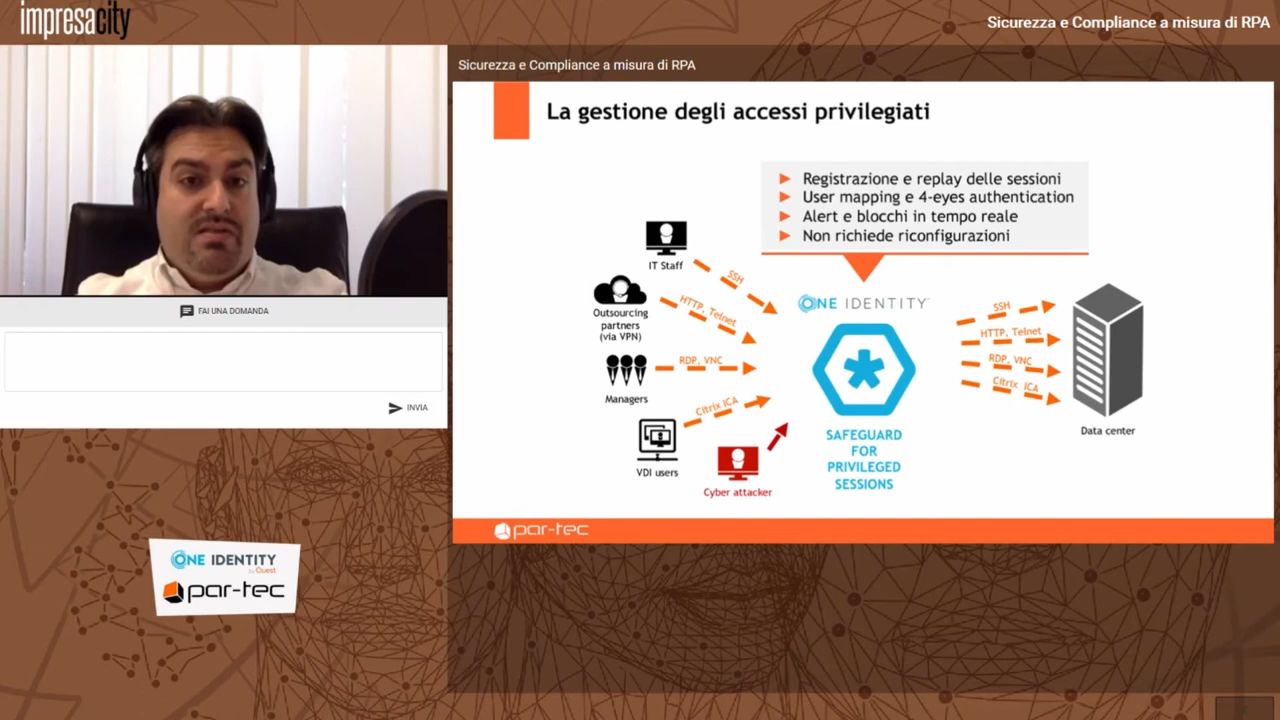 impresacity
Sicurezza e Compliance a misura di RPA
Sicurezza e Compliance a misura di RPA
La gestione degli accessi privilegiati
Registrazione e replay delle sessioni
User mapping e 4-eyes authentication
Alert e blocchi in tempo reale
Non richiede riconfigurazioni
IT Staff
SSH
Outsourcing
partners
(via VPN)
HTTP, Telnet
Managers
RDP, VNC
VDI users
Citrix ICA
Cyber attacker
ONE IDENTITY
SAFEGUARD
FOR
PRIVILEGED
SESSIONS
SSH
HTTP, Telnet
RDP, VNC
Citrix ICA
Data center
par-tec
FAI UNA DOMANDA
INVIA
ONE IDENTITY
by Quest
par-tec